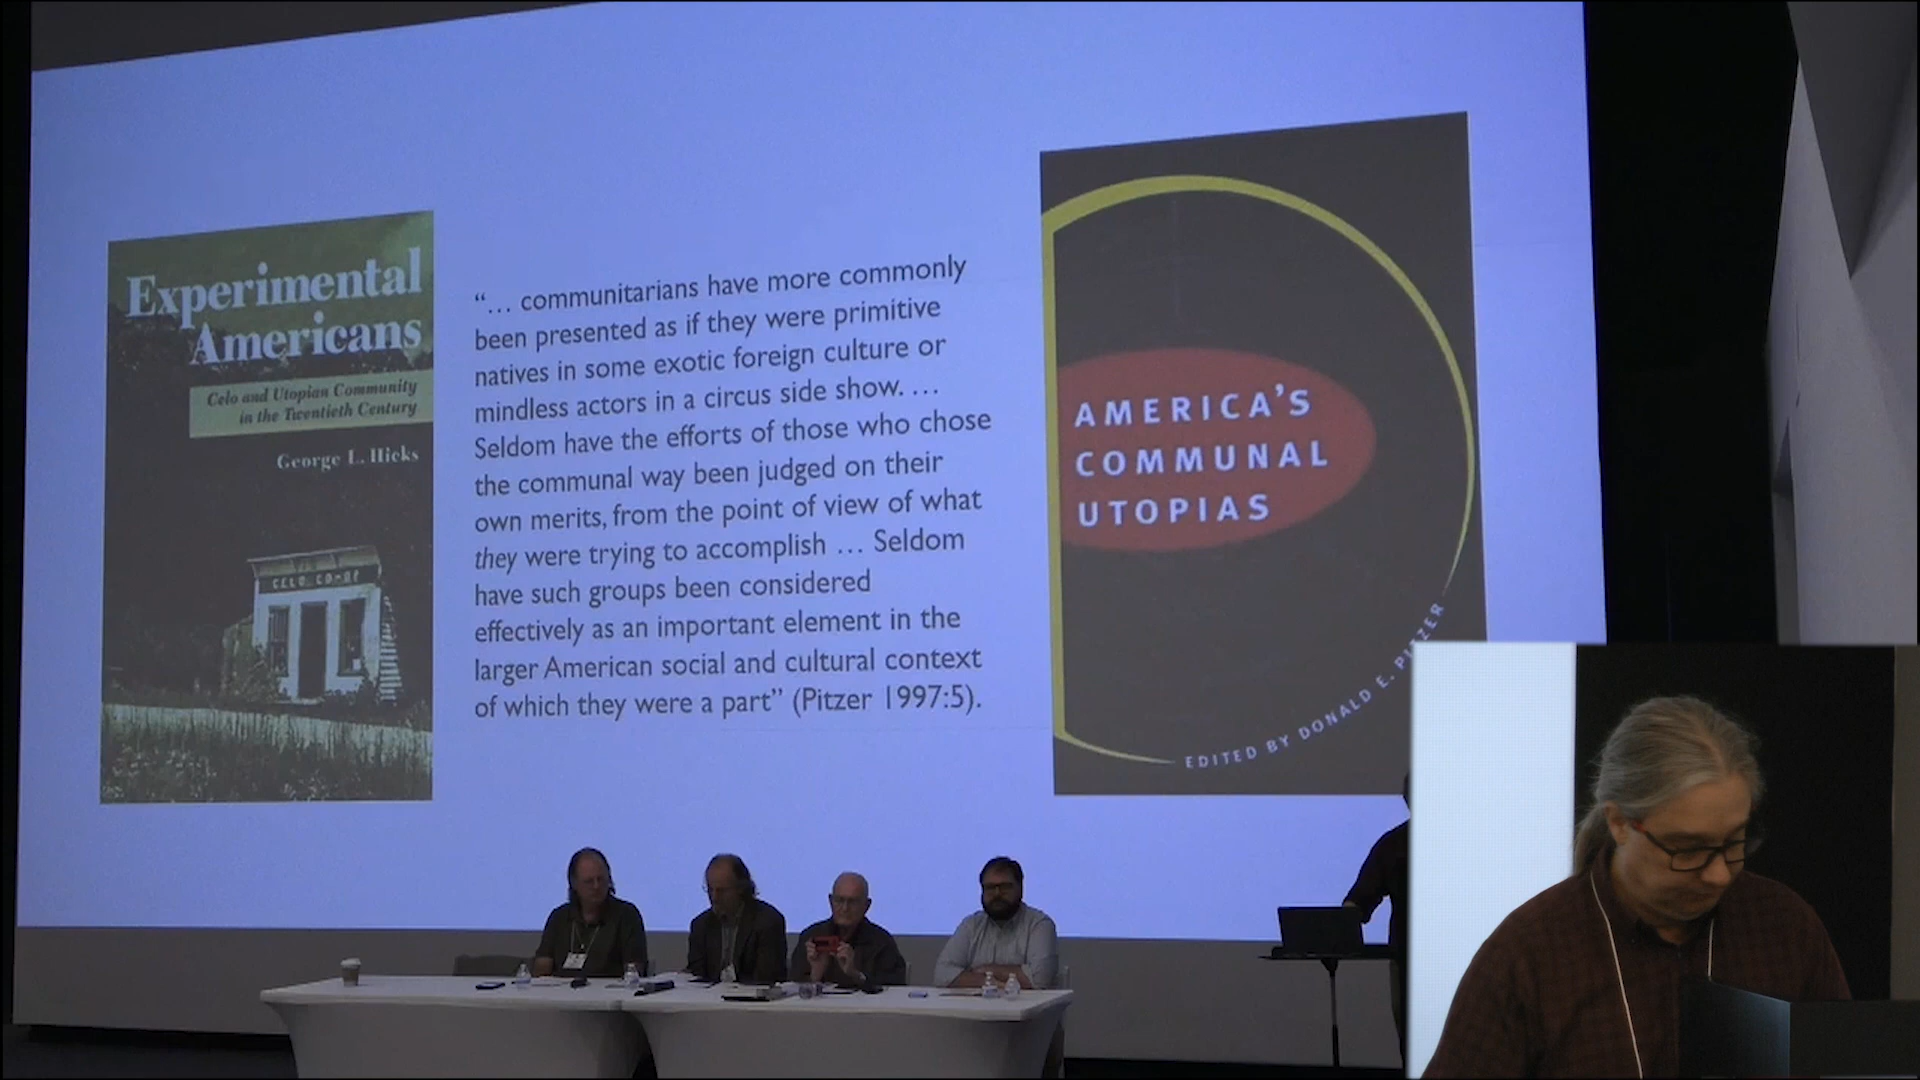 Experimental
Americans
Celo and Utopian Community
in the Twentieth Century
George L. Hicks
CELO CO-OP
“… communitarians have more commonly
been presented as if they were primitive
natives in some exotic foreign culture or
mindless actors in a circus side show. …
Seldom have the efforts of those who chose
the communal way been judged on their
own merits, from the point of view of what
they were trying to accomplish … Seldom
have such groups been considered
effectively as an important element in the
larger American social and cultural context
of which they were a part” (Pitzer 1997:5).
AMERICA’S
COMMUNAL
UTOPIAS
EDITED BY DONALD E. PITZER